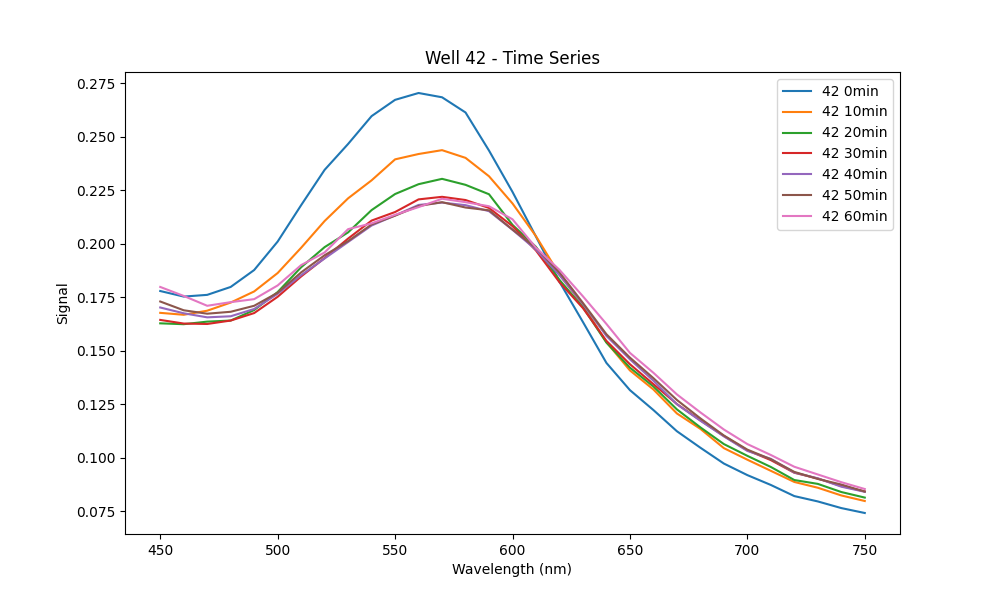 Well 42 - Time Series
Signal
0.275
0.250
0.225
0.200
0.175
0.150
0.125
0.100
0.075
42 0min
42 10min
42 20min
42 30min
42 40min
42 50min
42 60min
450 500 550 600 650 700 750
Wavelength (nm)